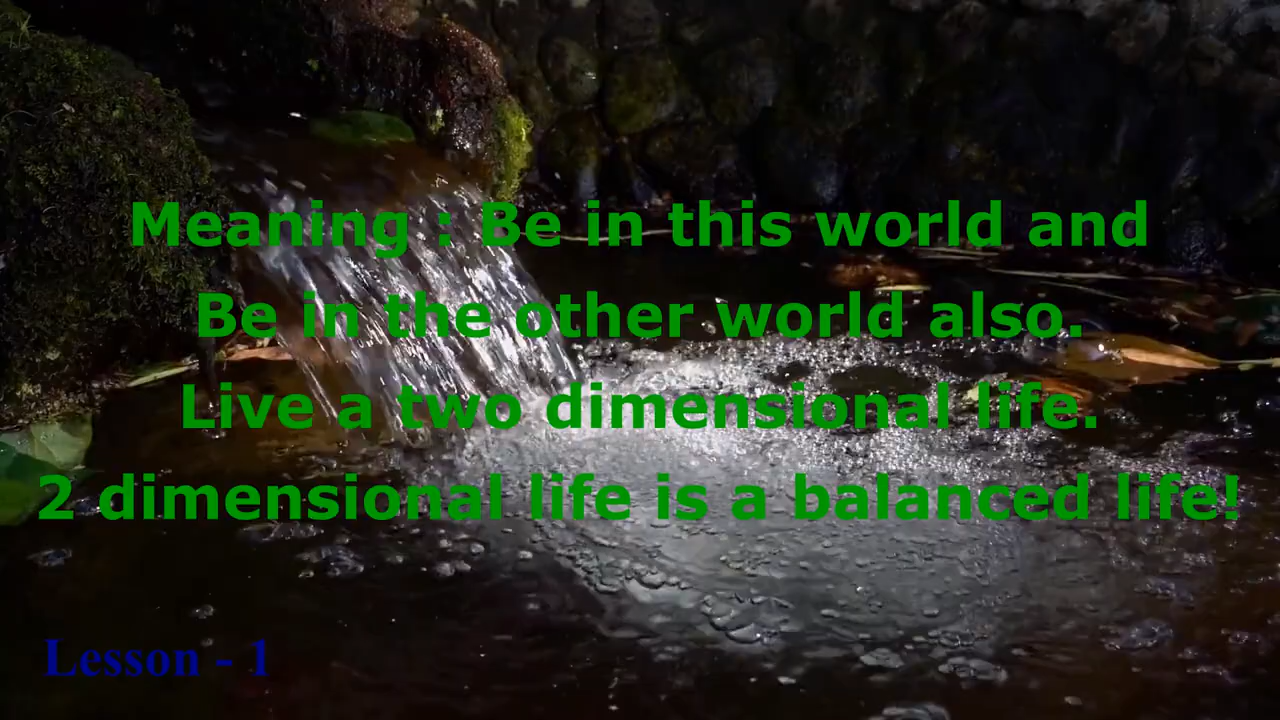 Meaning : Be in this world and
Be in the other world also.
Live a two dimensional life.
2 dimensional life is a balanced life!
Lesson - 1